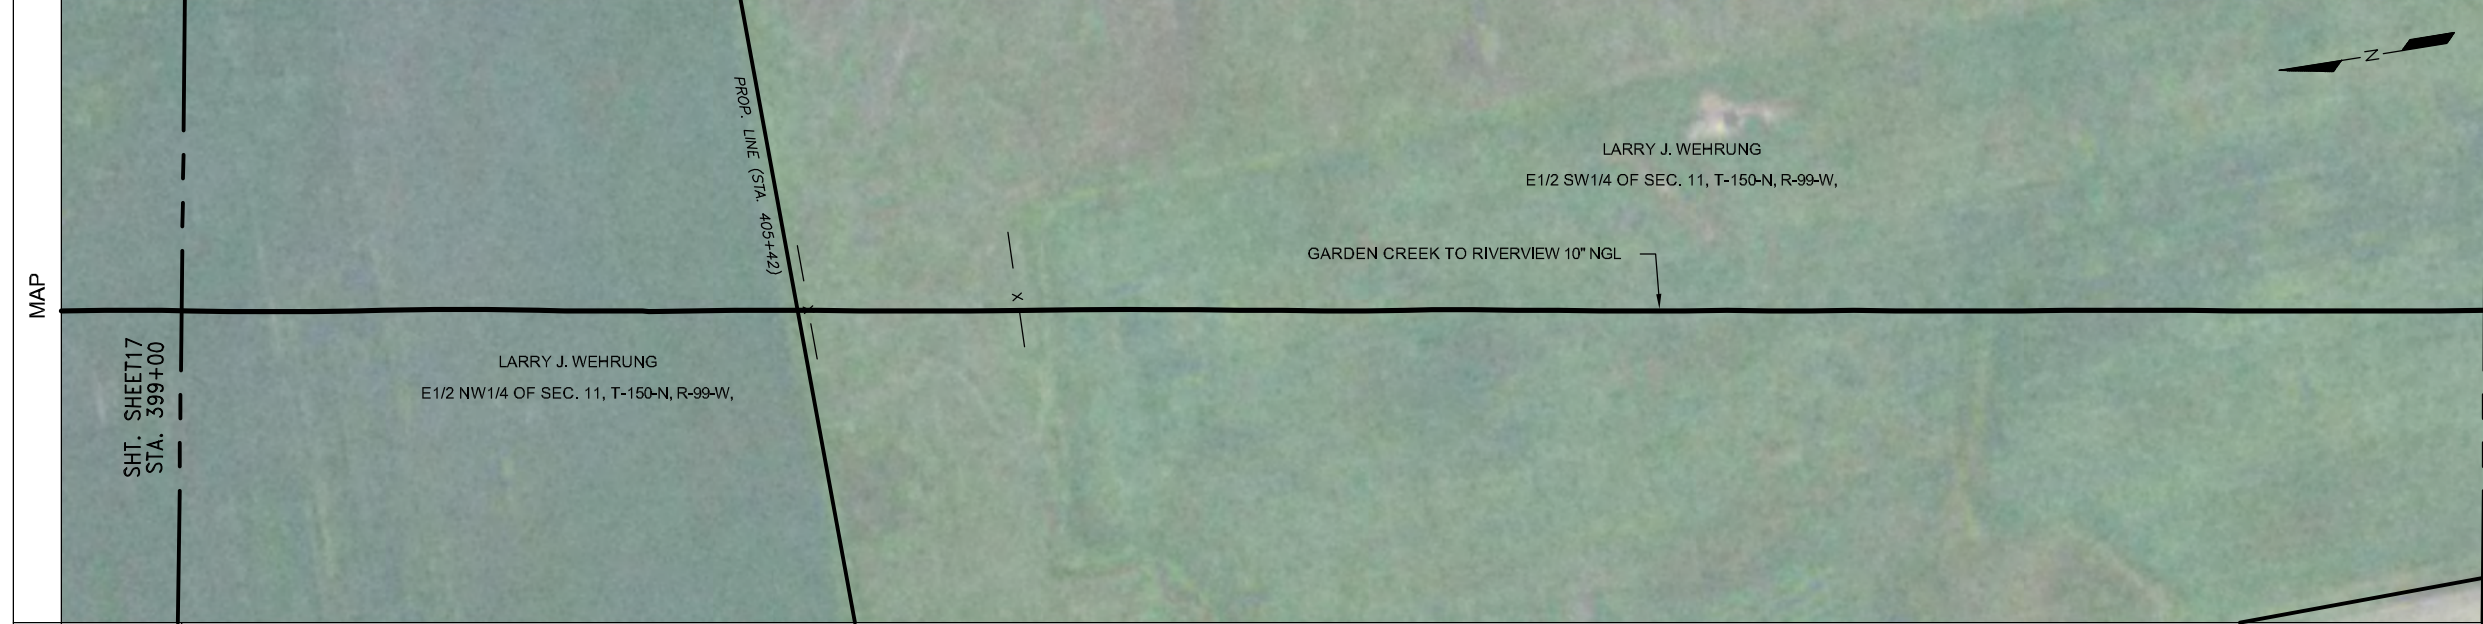 MAP
SHT. SHEET17
STA. 399+00
PROP. LINE (STA. 405+42)
LARRY J. WEHRUNG
E1/2 NW1/4 OF SEC. 11, T-150-N, R-99-W,
X
X
GARDEN CREEK TO RIVERVIEW 10" NGL
LARRY J. WEHRUNG
E1/2 SW1/4 OF SEC. 11, T-150-N, R-99-W,
N